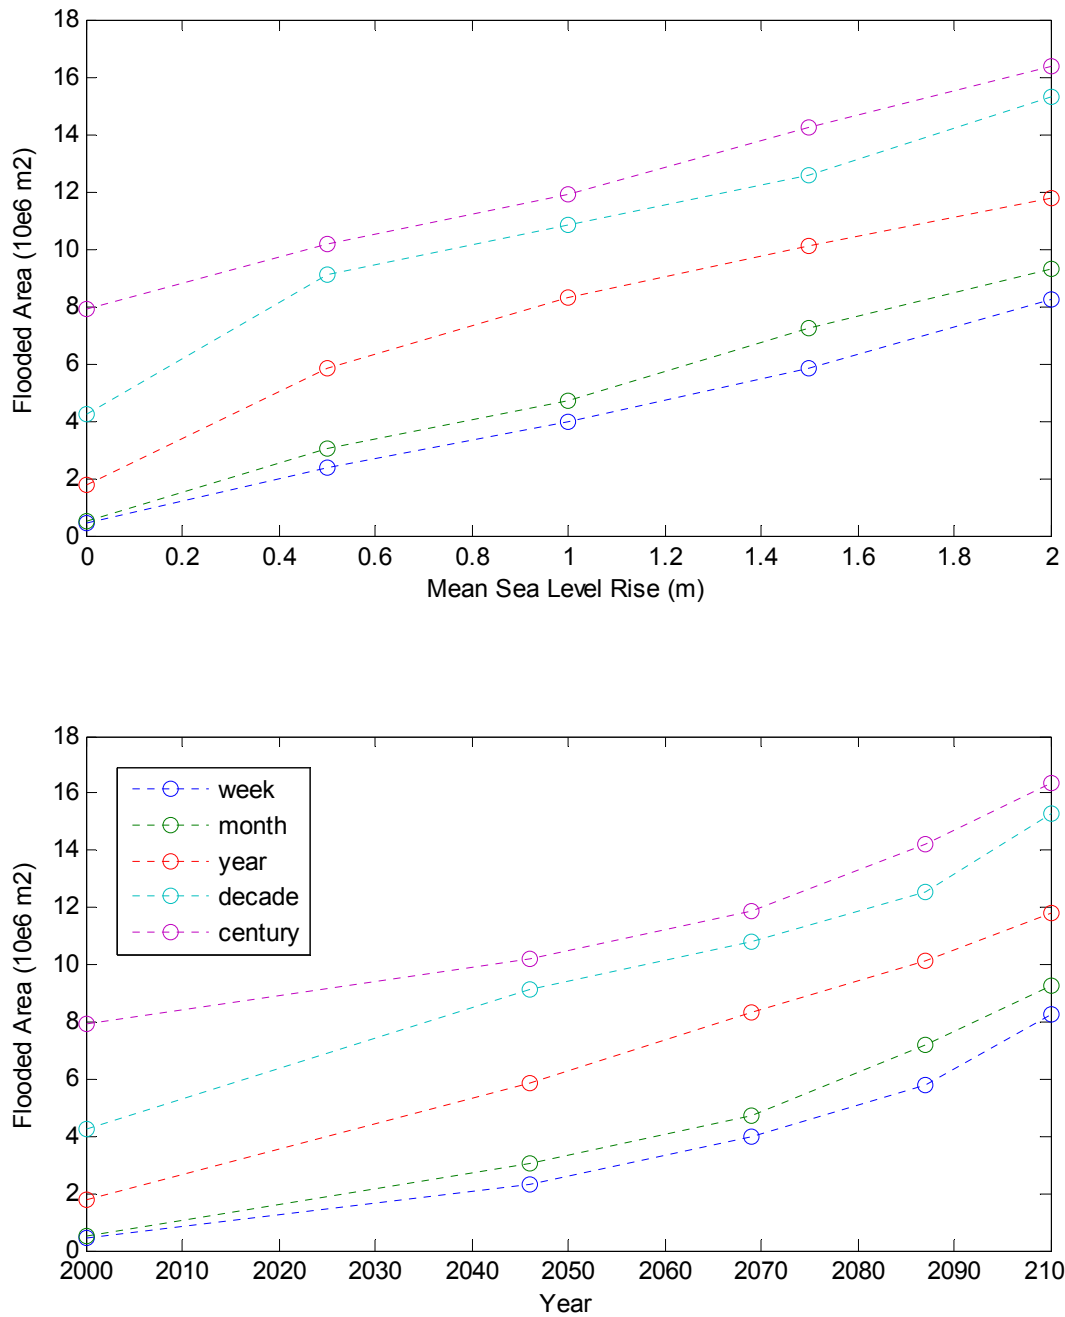 18
16
14
12
10
8
6
4
2
0
Flooded Area (10e6 m2)
0 0.2 0.4 0.6 0.8 1 1.2 1.4 1.6 1.8 2
Mean Sea Level Rise (m)
18
16
14
12
10
8
6
4
2
0
Flooded Area (10e6 m2)
week
month
year
decade
century
2000 2010 2020 2030 2040 2050 2060 2070 2080 2090 210
Year